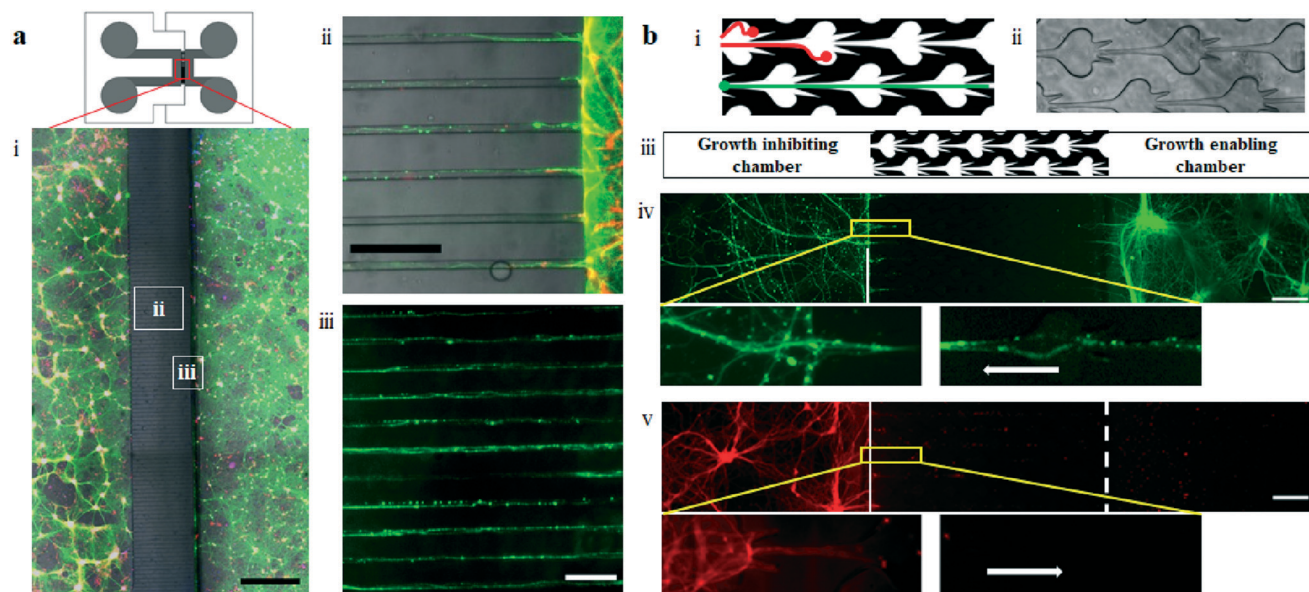 a
i
ii
iii
ii
iii
b
i
ii
iii
Growth inhibiting
chamber
Growth enabling
chamber
iv
v